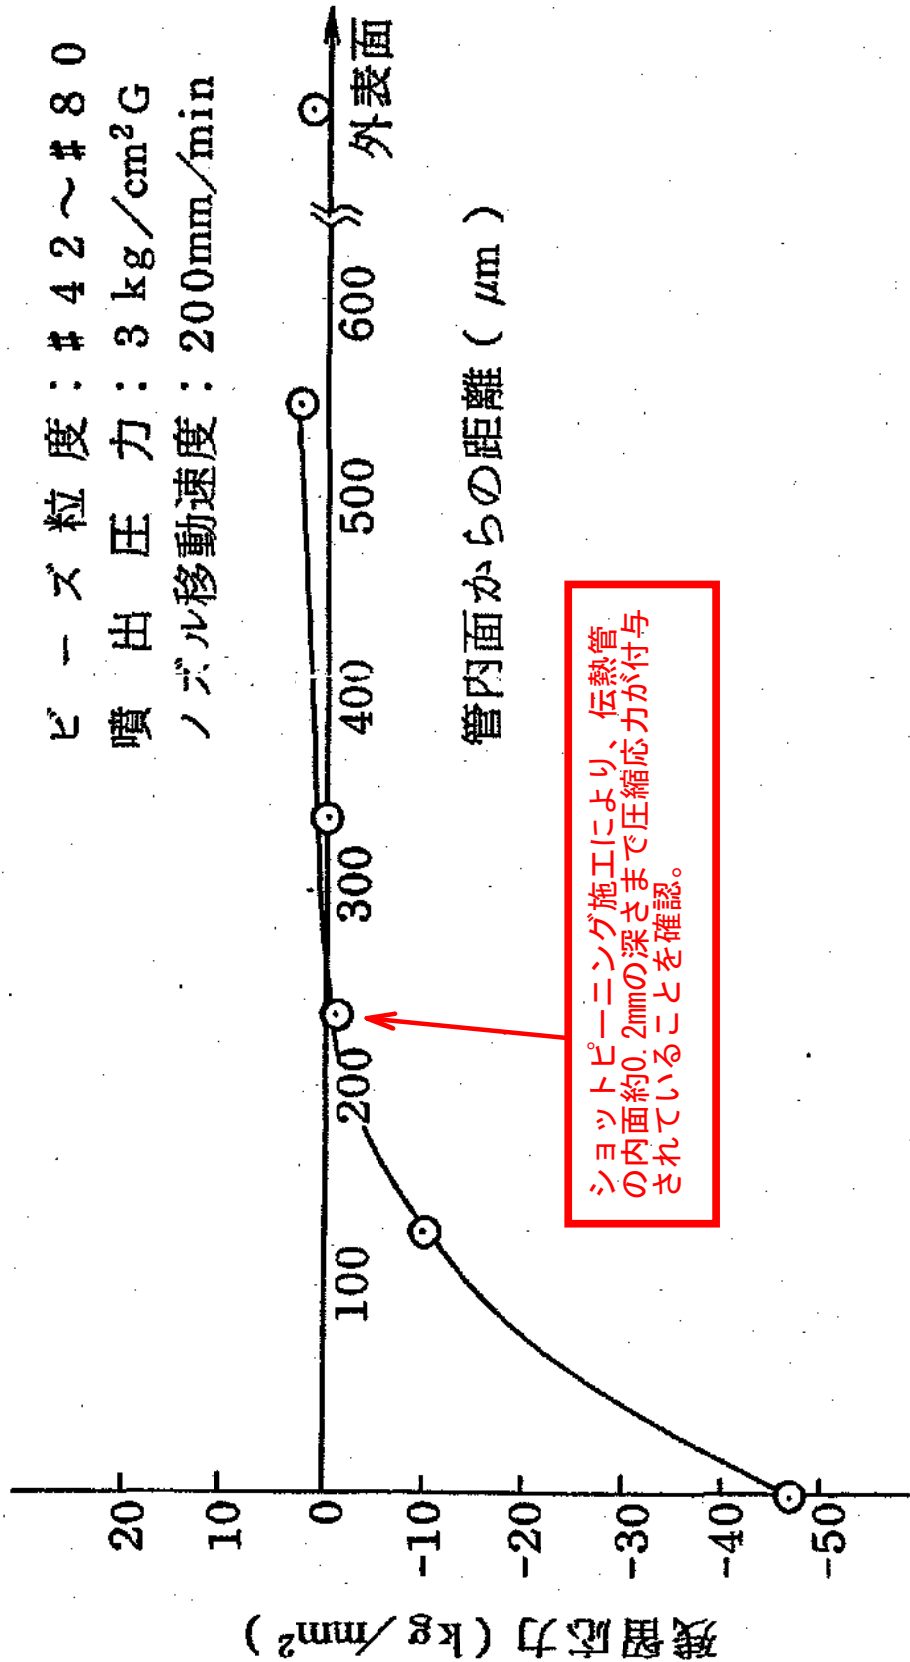 ビーズ粒度：＃42～＃80
噴出圧力：3 kg/cm²G
ノズル移動速度：200mm/min
残留応力(kg/mm²)
20
10
0
-10
-20
-30
-40
-50
100
200
300
400
500
600
外表面
管内面からの距離(μm)
ショットピーニング施工により、伝熱管
の内面約0.2mmの深さまで圧縮応力が付与
されていることを確認。